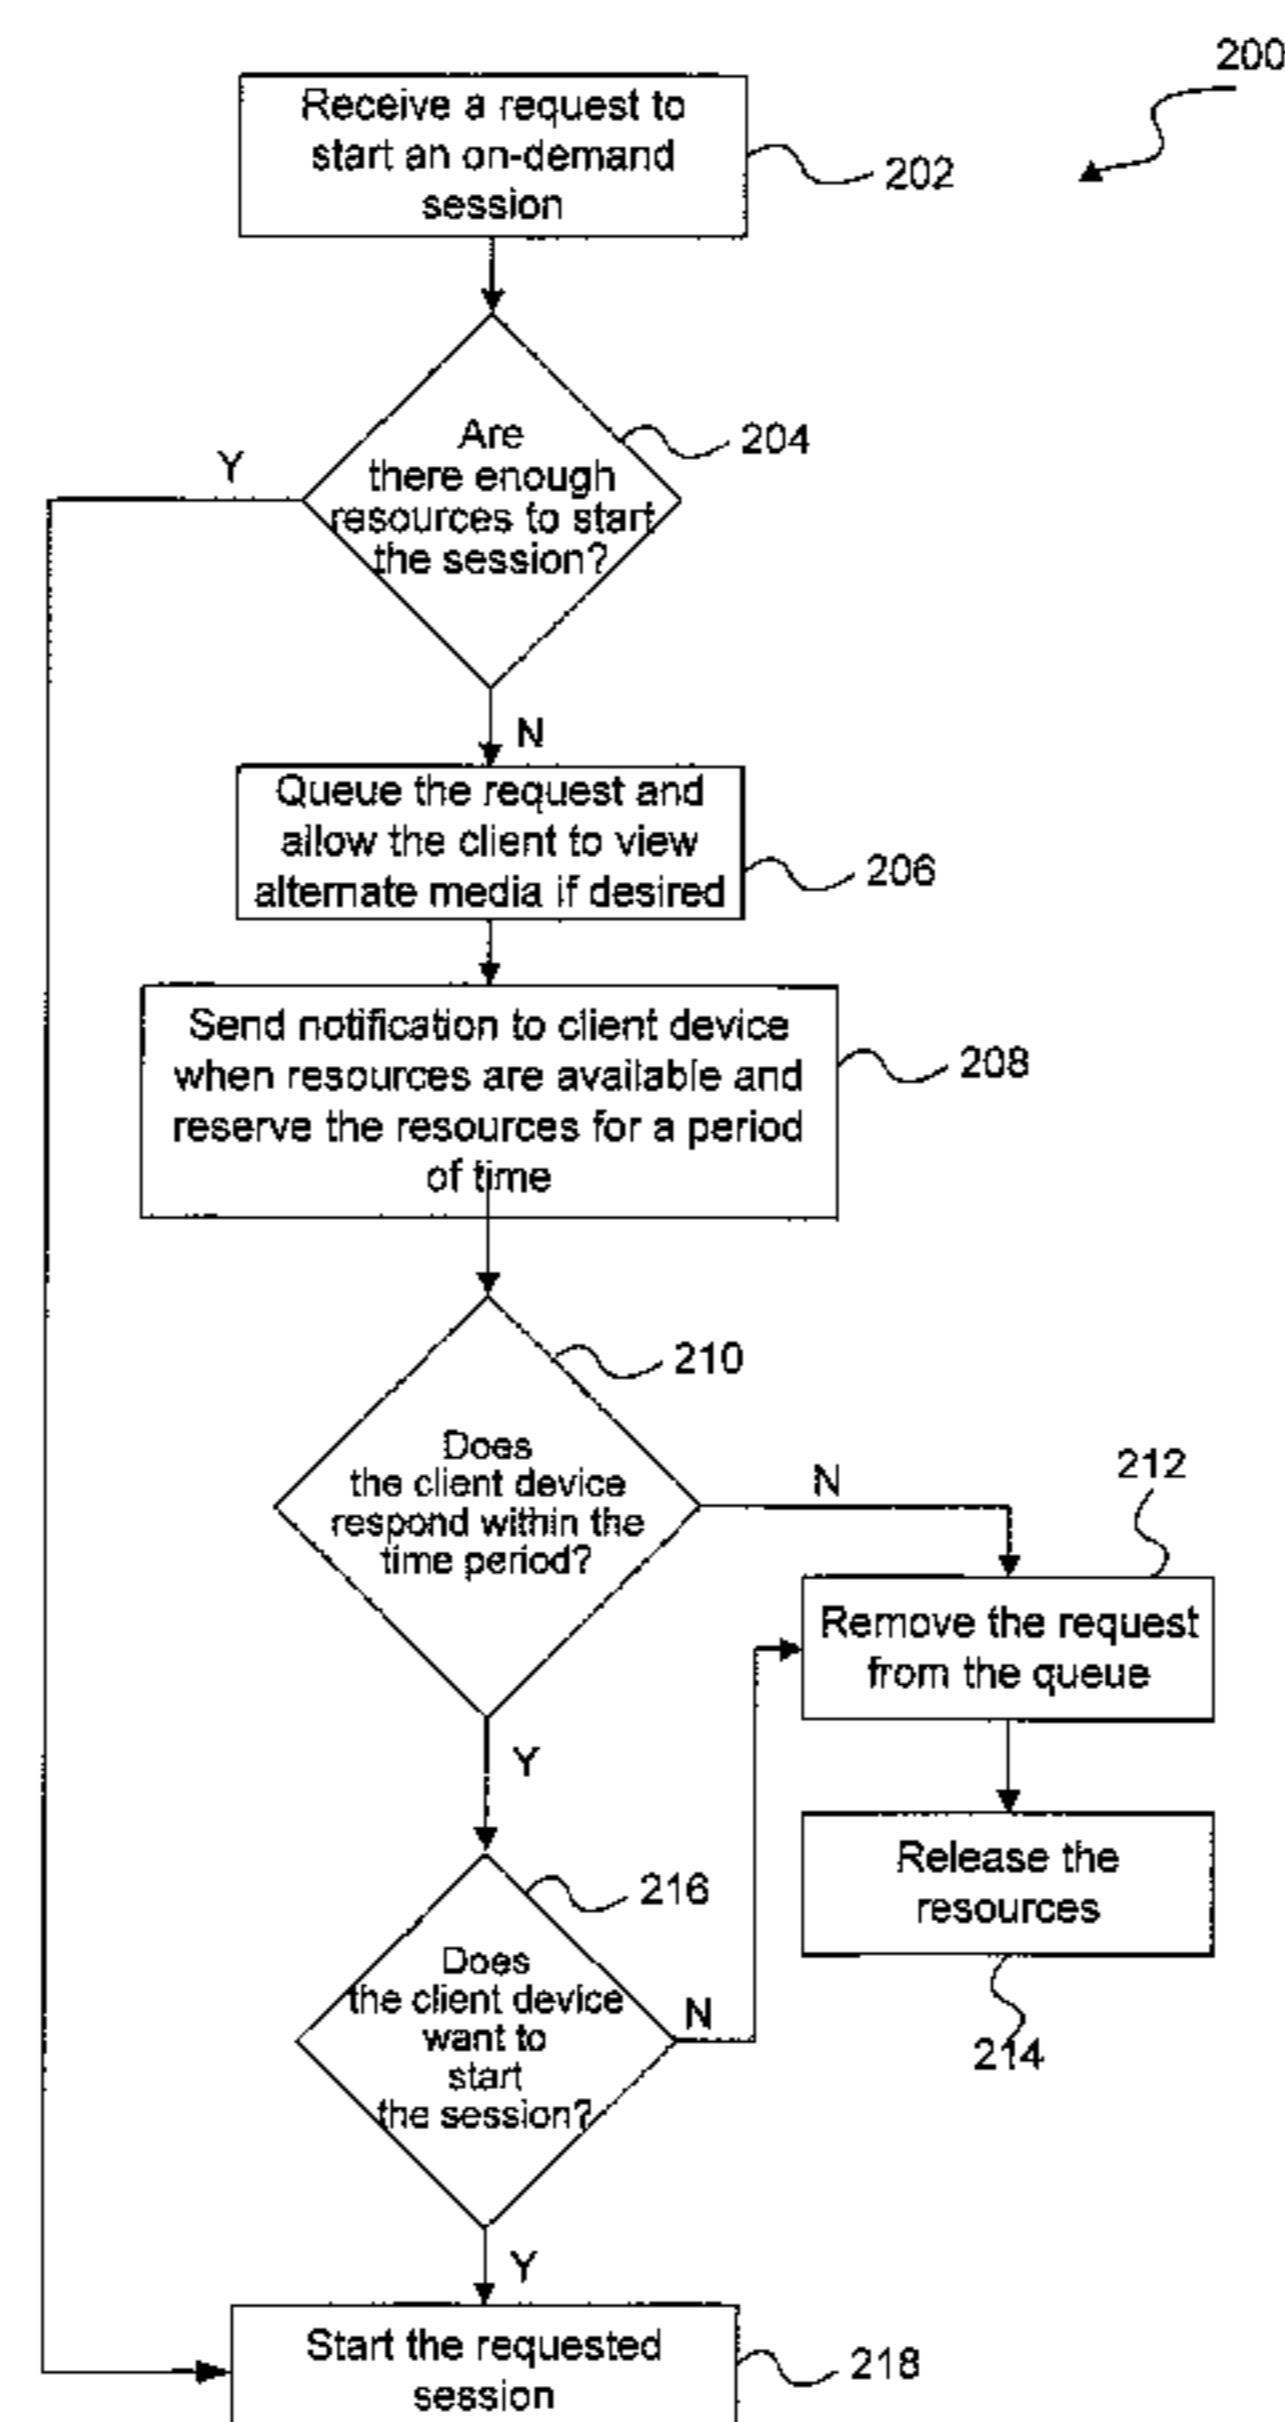 200
Receive a request to
start an on-demand
session
202
Are
there enough
resources to start
the session?
204
Y
N
Queue the request and
allow the client to view
alternate media if desired
206
Send notification to client device
when resources are available and
reserve the resources for a period
of time
208
210
Does
the client device
respond within the
time period?
N
212
Remove the request
from the queue
Y
Release the
resources
214
216
Does
the client device
want to
start
the session?
N
Y
Start the requested
session
218